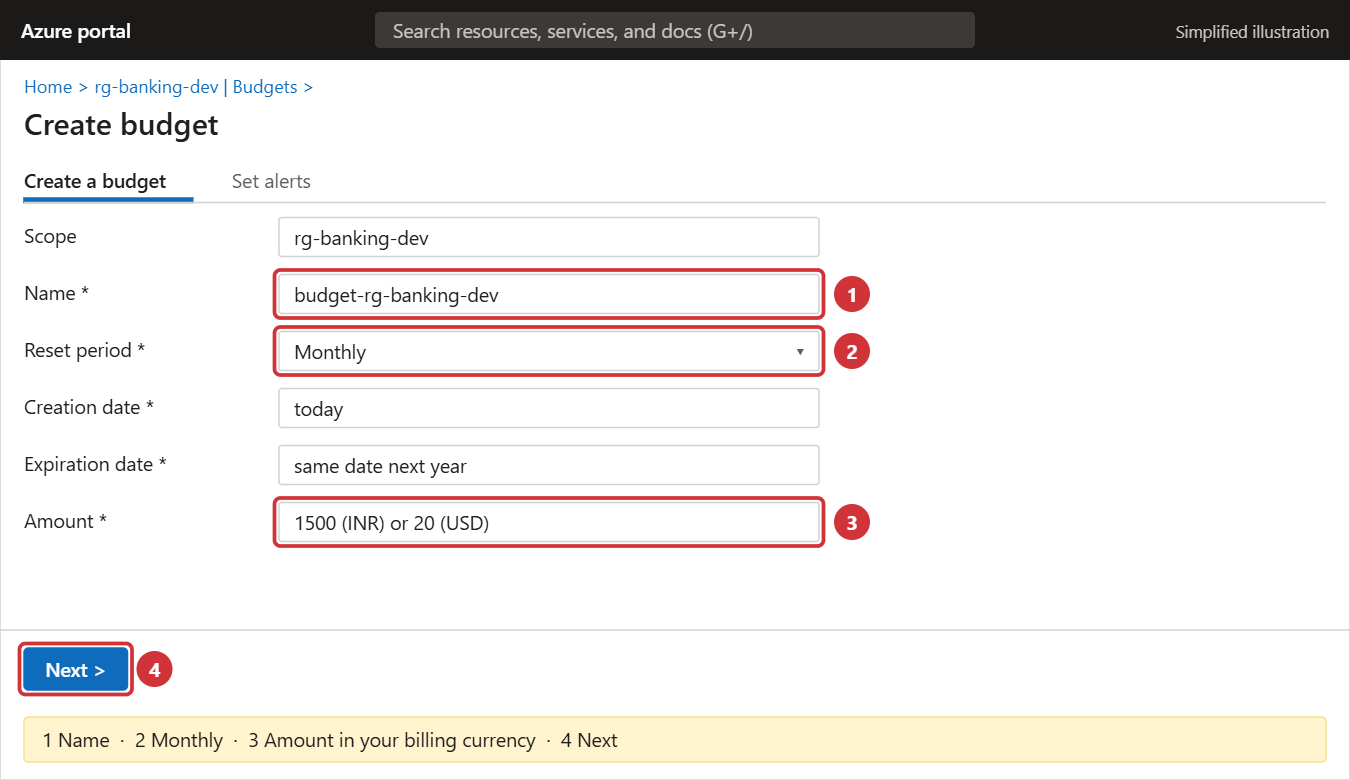 Azure portal Search resources, services, and docs (G+/) Simplified illustration
Home > rg-banking-dev | Budgets >
Create budget
Create a budget Set alerts
Scope rg-banking-dev
Name * budget-rg-banking-dev 1
Reset period * Monthly 2
Creation date * today
Expiration date * same date next year
Amount * 1500 (INR) or 20 (USD) 3
Next > 4
1 Name · 2 Monthly · 3 Amount in your billing currency · 4 Next